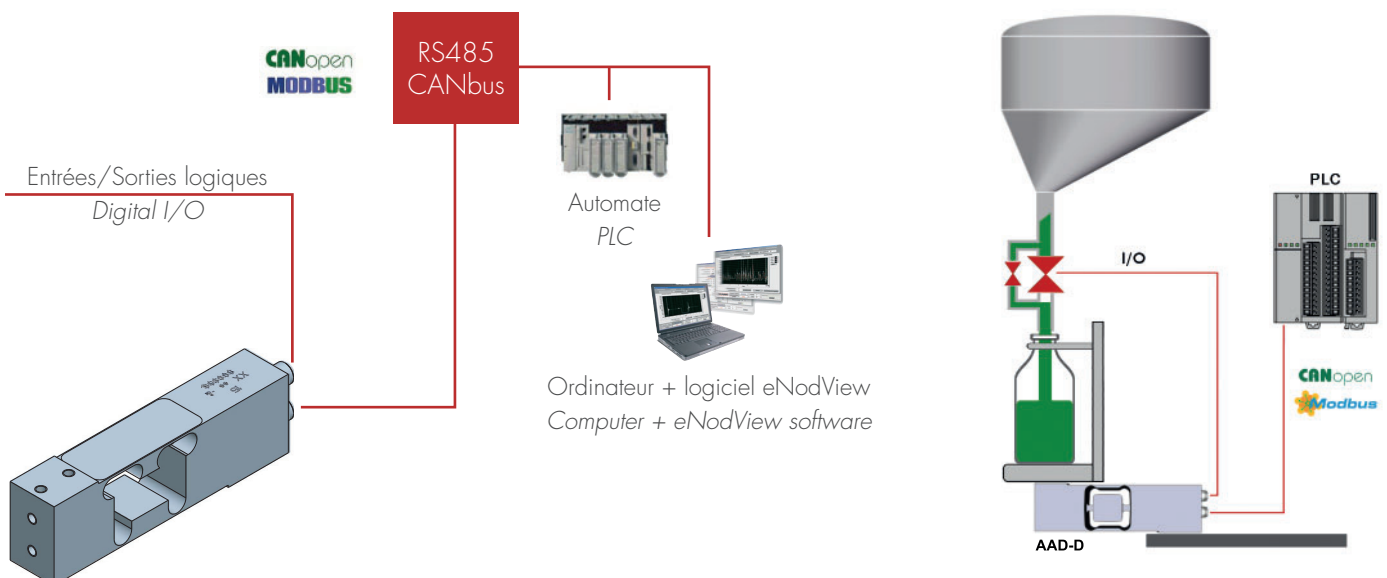 CANopen
MODBUS
RS485
CANbus
Entrées/Sorties logiques
Digital I/O
Automate
PLC
Ordinateur + logiciel eNodView
Computer + eNodView software
PLC
I/O
CANopen
Modbus
AAD-D